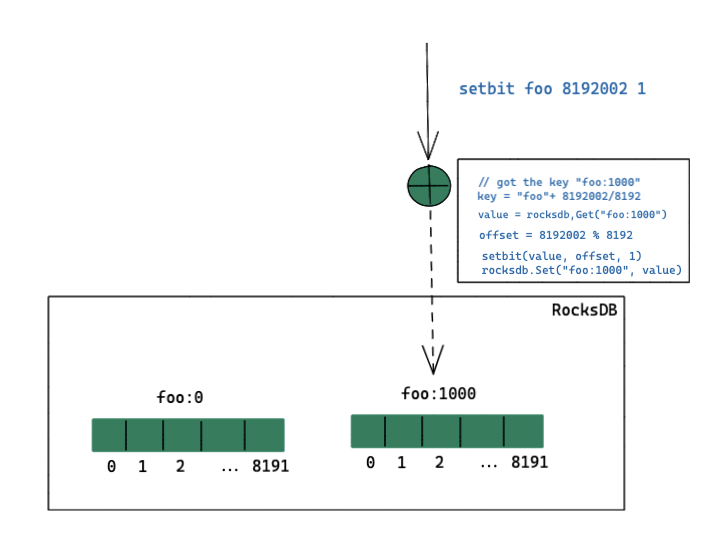 setbit foo 8192002 1
// got the key "foo:1000"
key = "foo"+ 8192002/8192
value = rocksdb,Get("foo:1000")
offset = 8192002 % 8192
setbit(value, offset, 1)
rocksdb.Set("foo:1000", value)
RocksDB
foo:0
foo:1000
0 1 2 ... 8191
0 1 2 ... 8191